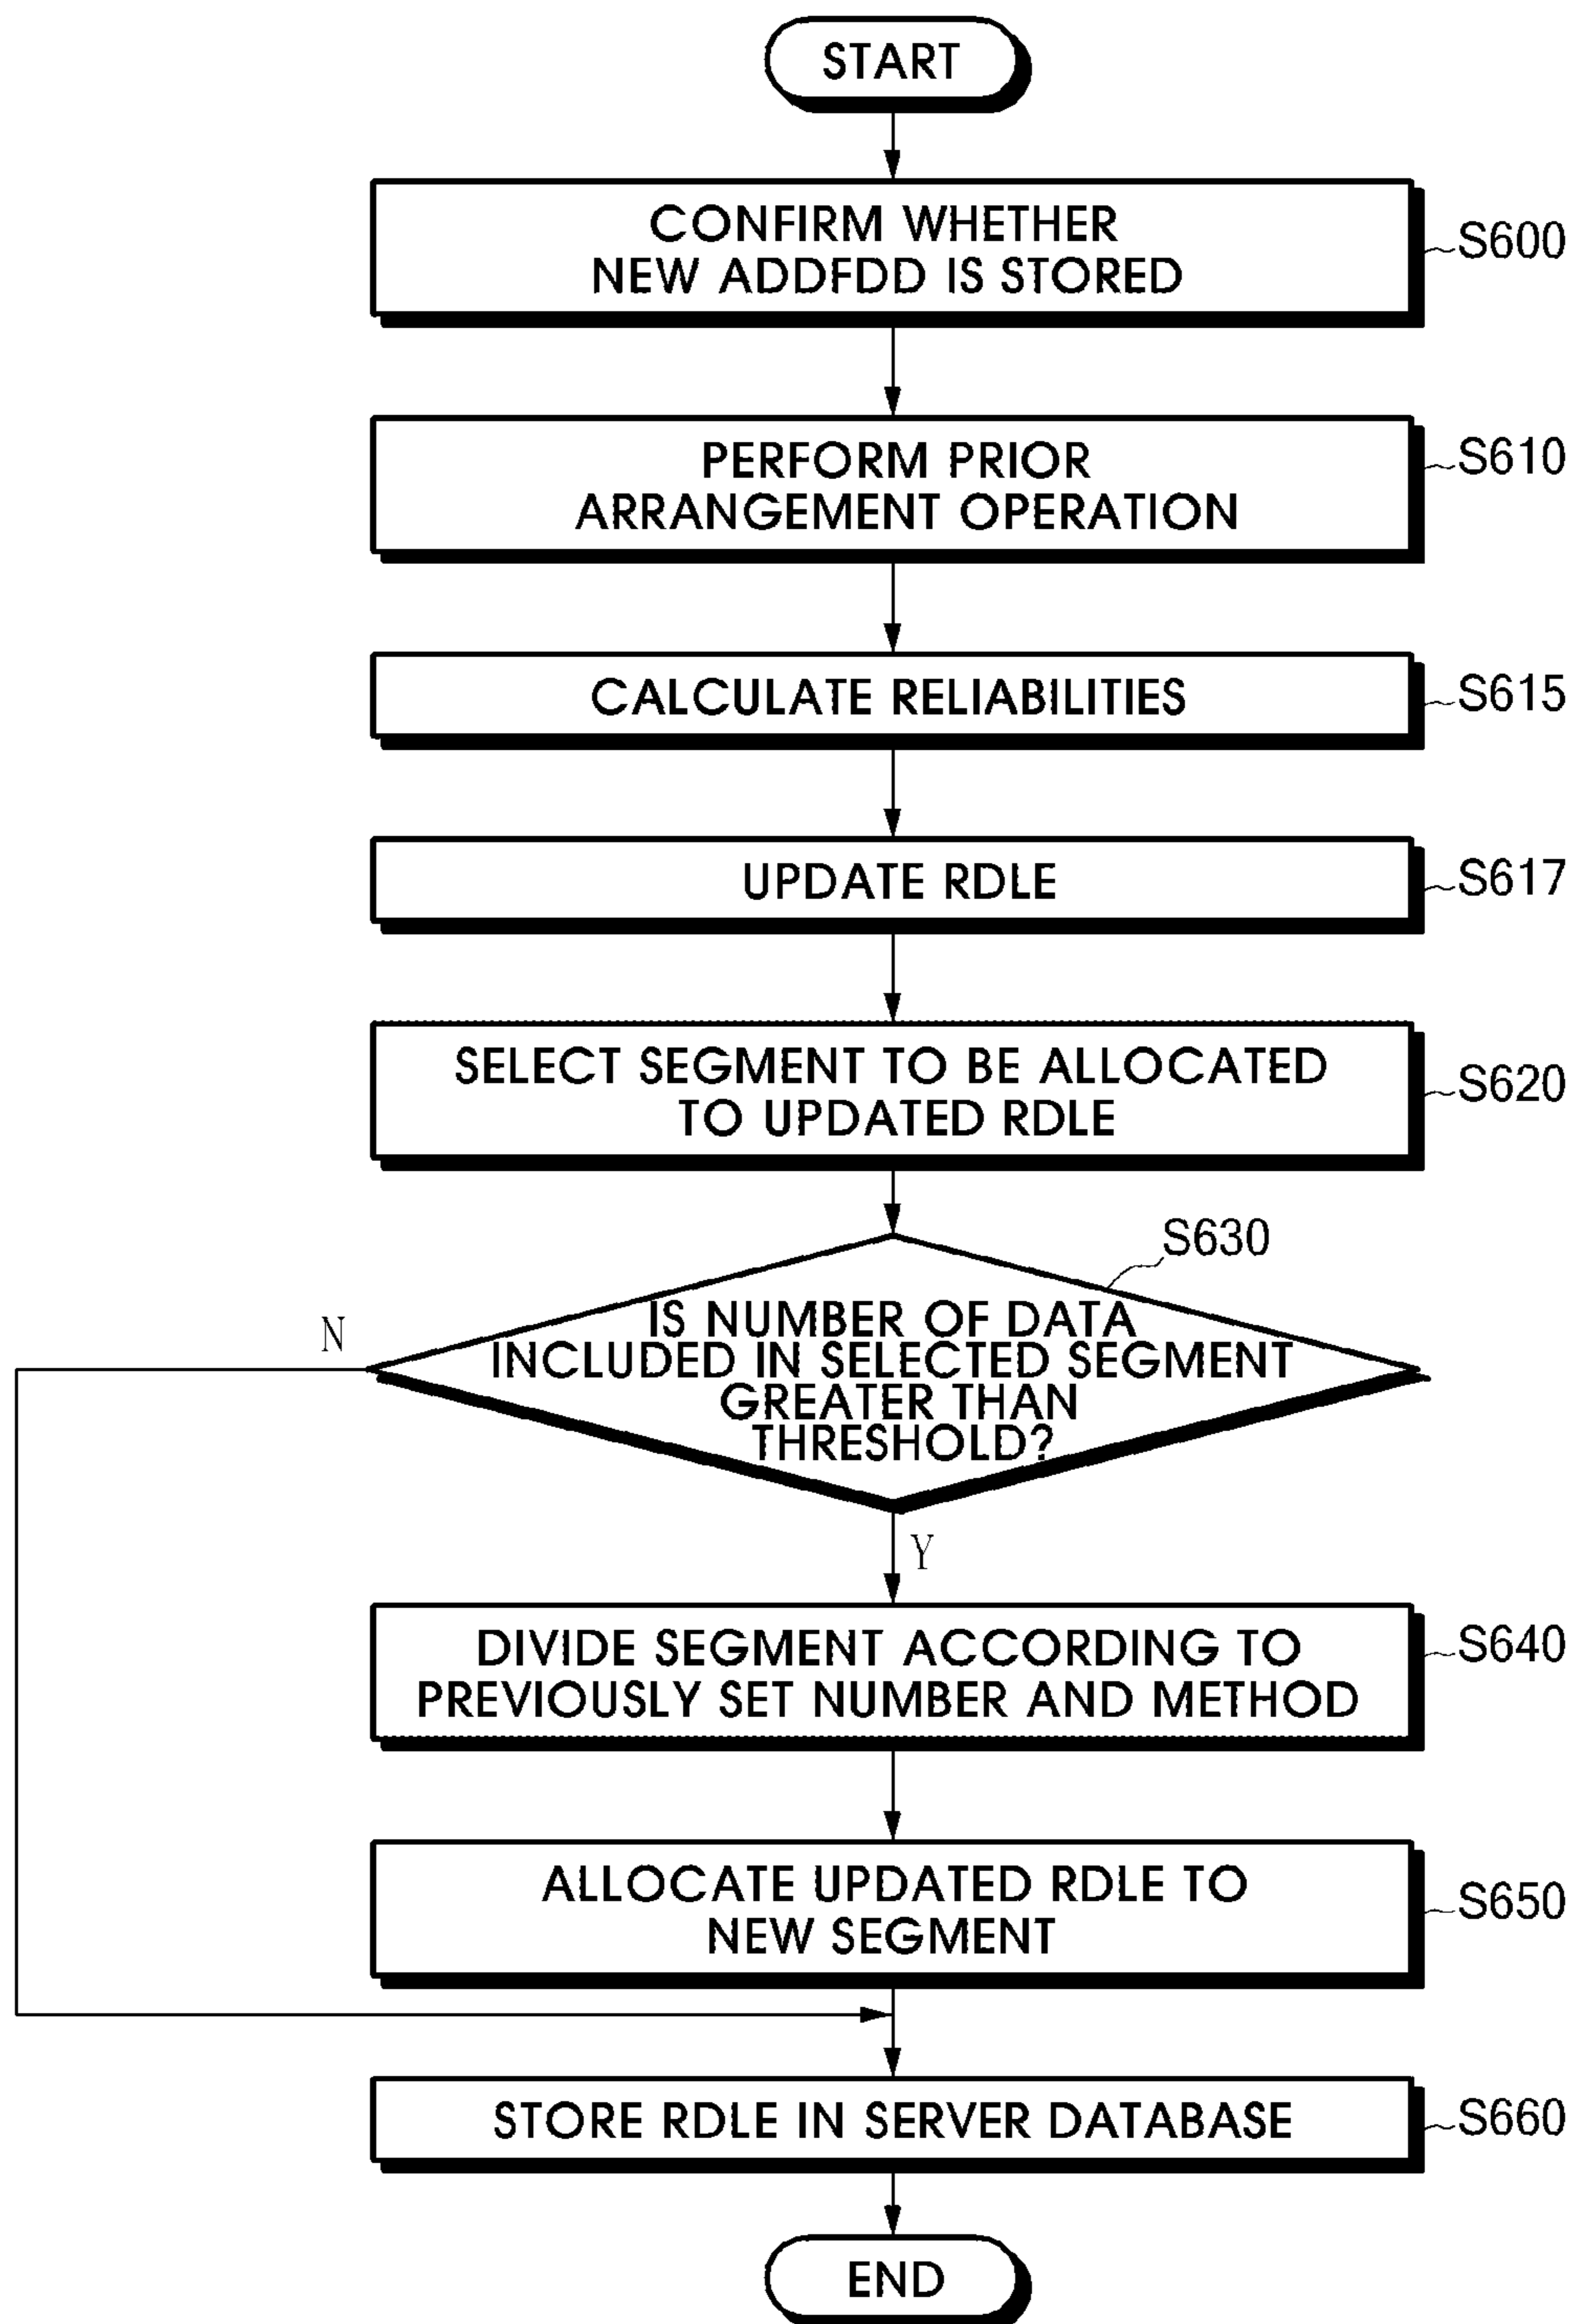 START
CONFIRM WHETHER
NEW ADDFDD IS STORED
S600
PERFORM PRIOR
ARRANGEMENT OPERATION
S610
CALCULATE RELIABILITIES
S615
UPDATE RDLE
S617
SELECT SEGMENT TO BE ALLOCATED
TO UPDATED RDLE
S620
S630
IS NUMBER OF DATA
INCLUDED IN SELECTED SEGMENT
GREATER THAN
THRESHOLD?
N
Y
DIVIDE SEGMENT ACCORDING TO
PREVIOUSLY SET NUMBER AND METHOD
S640
ALLOCATE UPDATED RDLE TO
NEW SEGMENT
S650
STORE RDLE IN SERVER DATABASE
S660
END